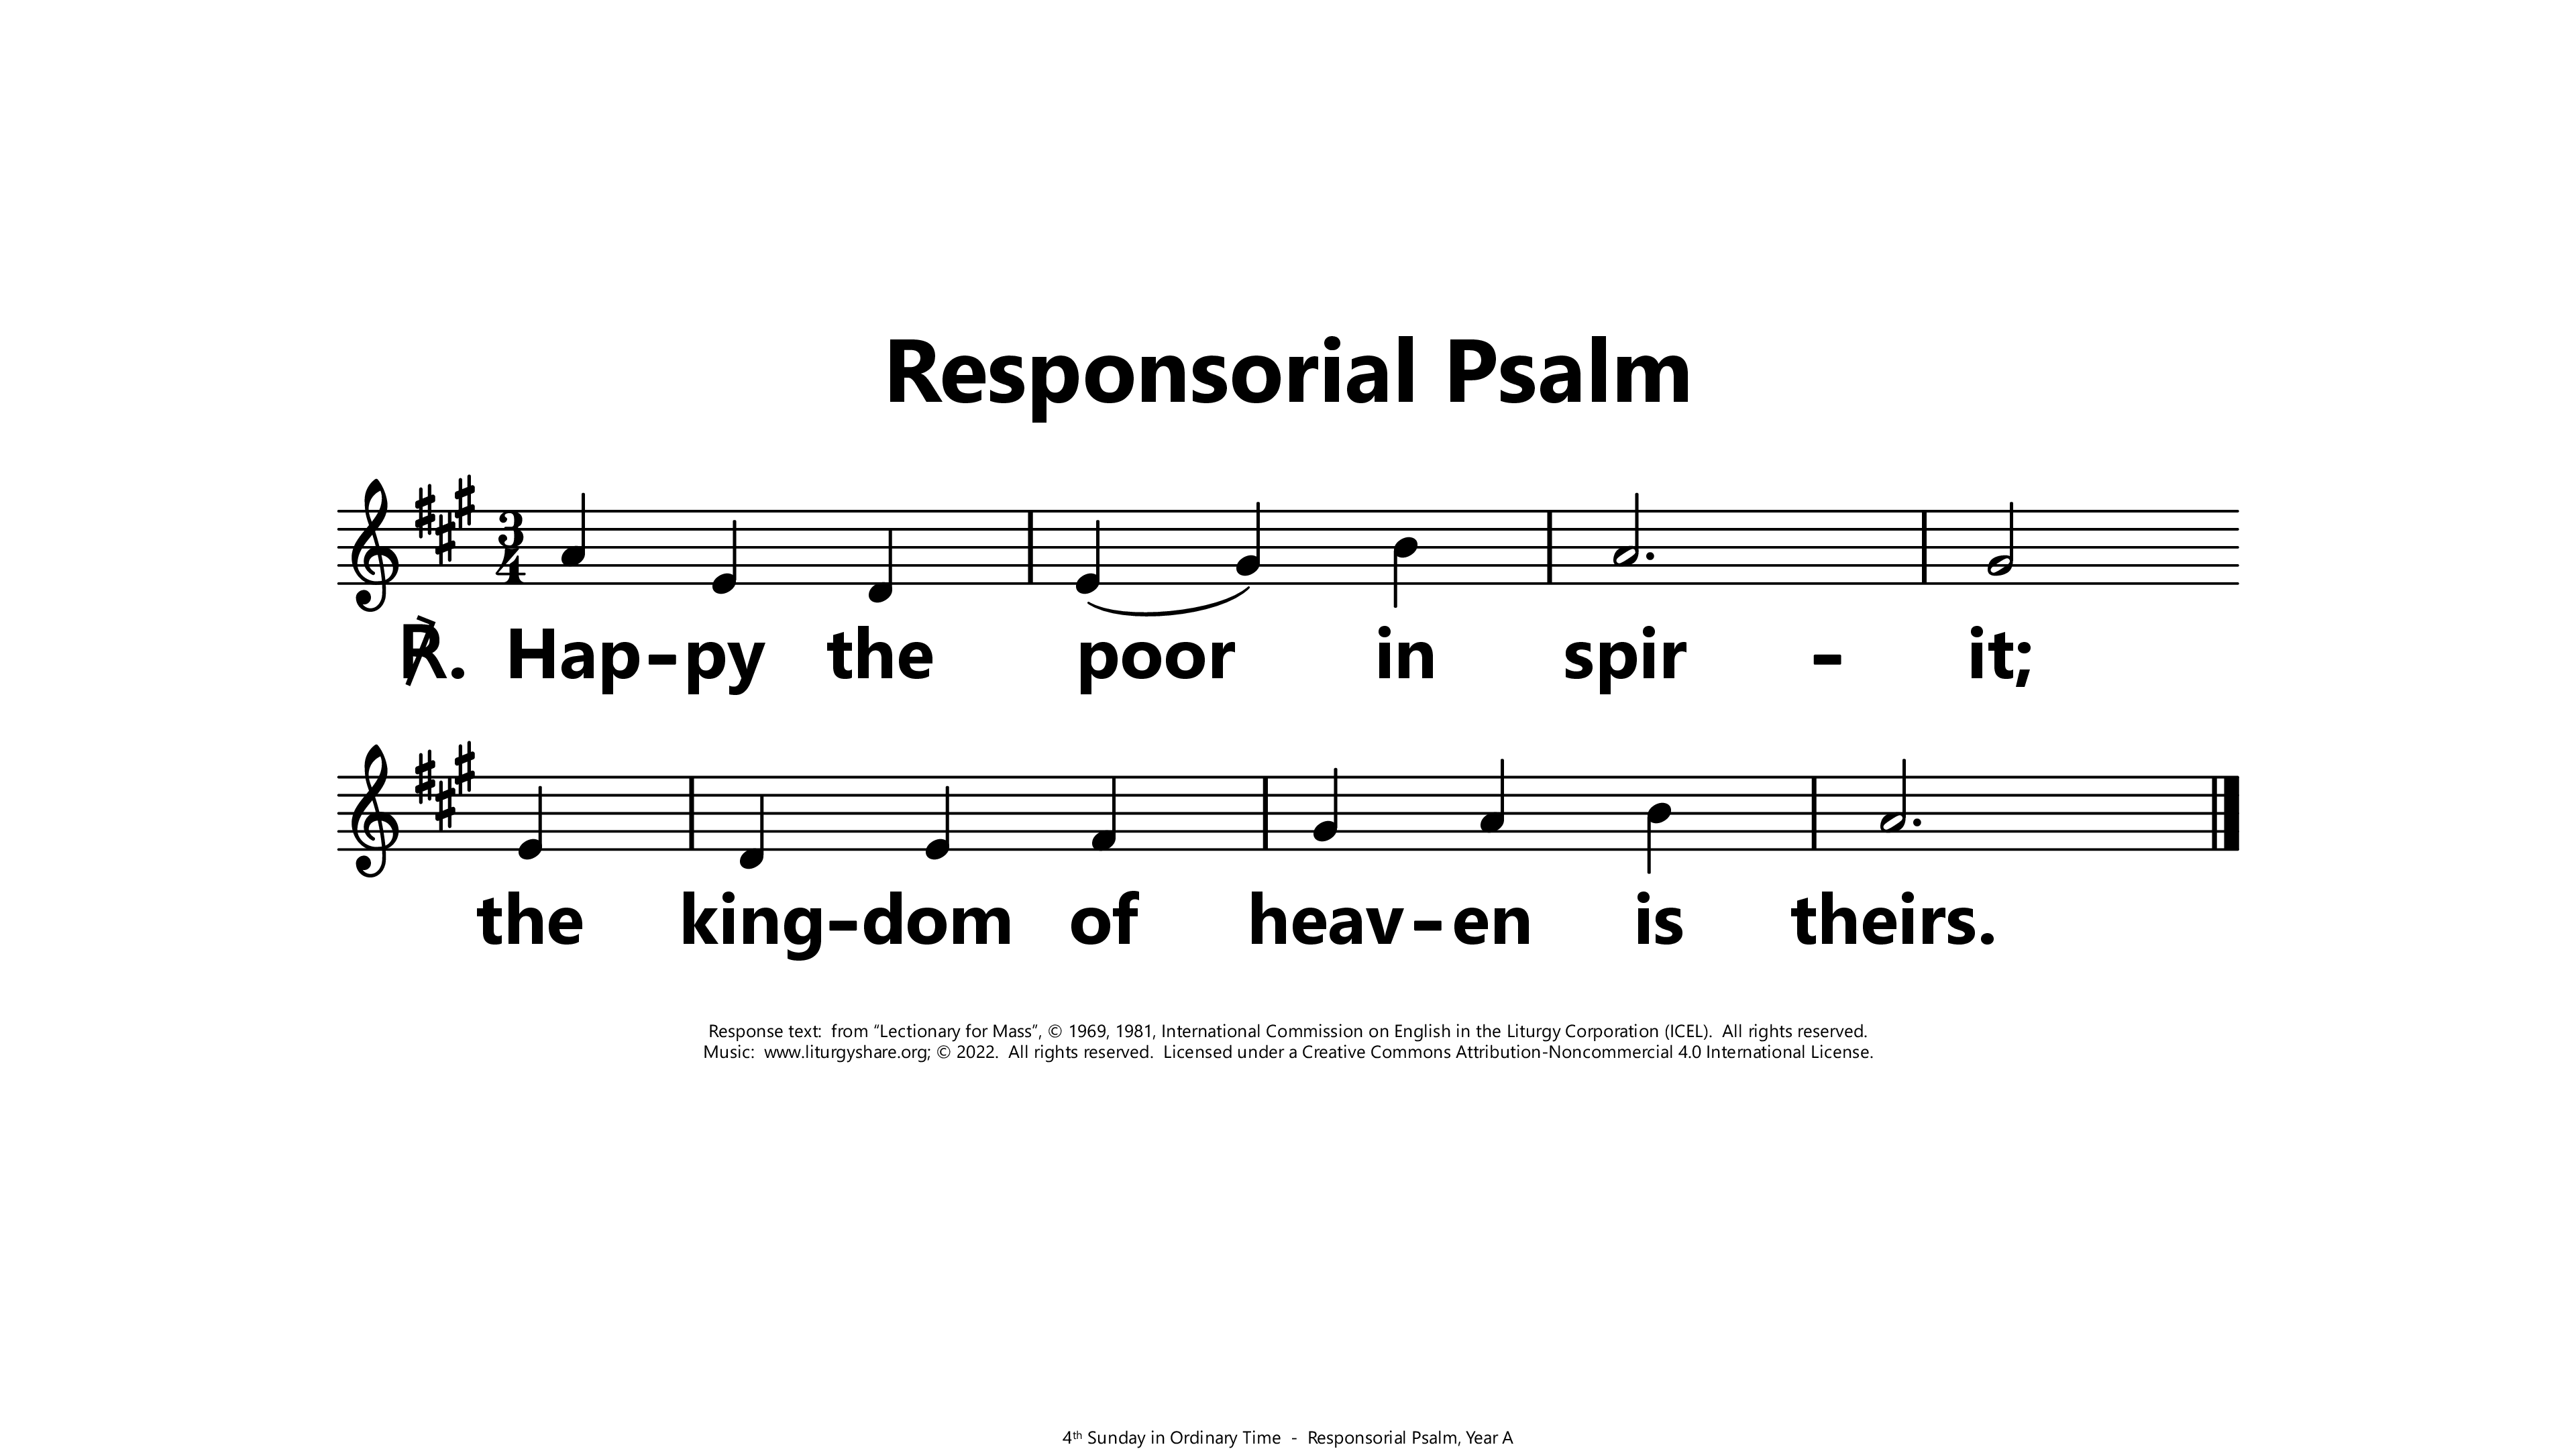 Responsorial Psalm
3
4
℟. Hap-py the poor in spir - it;
the king-dom of heav-en is theirs.
Response text:  from “Lectionary for Mass”, © 1969, 1981, International Commission on English in the Liturgy Corporation (ICEL).  All rights reserved.
Music:  www.liturgyshare.org; © 2022.  All rights reserved.  Licensed under a Creative Commons Attribution-Noncommercial 4.0 International License.
4th Sunday in Ordinary Time  -  Responsorial Psalm, Year A